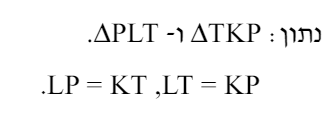 נתון: ΔTKP ו- ΔPLT.
LP = KT ,LT = KP.